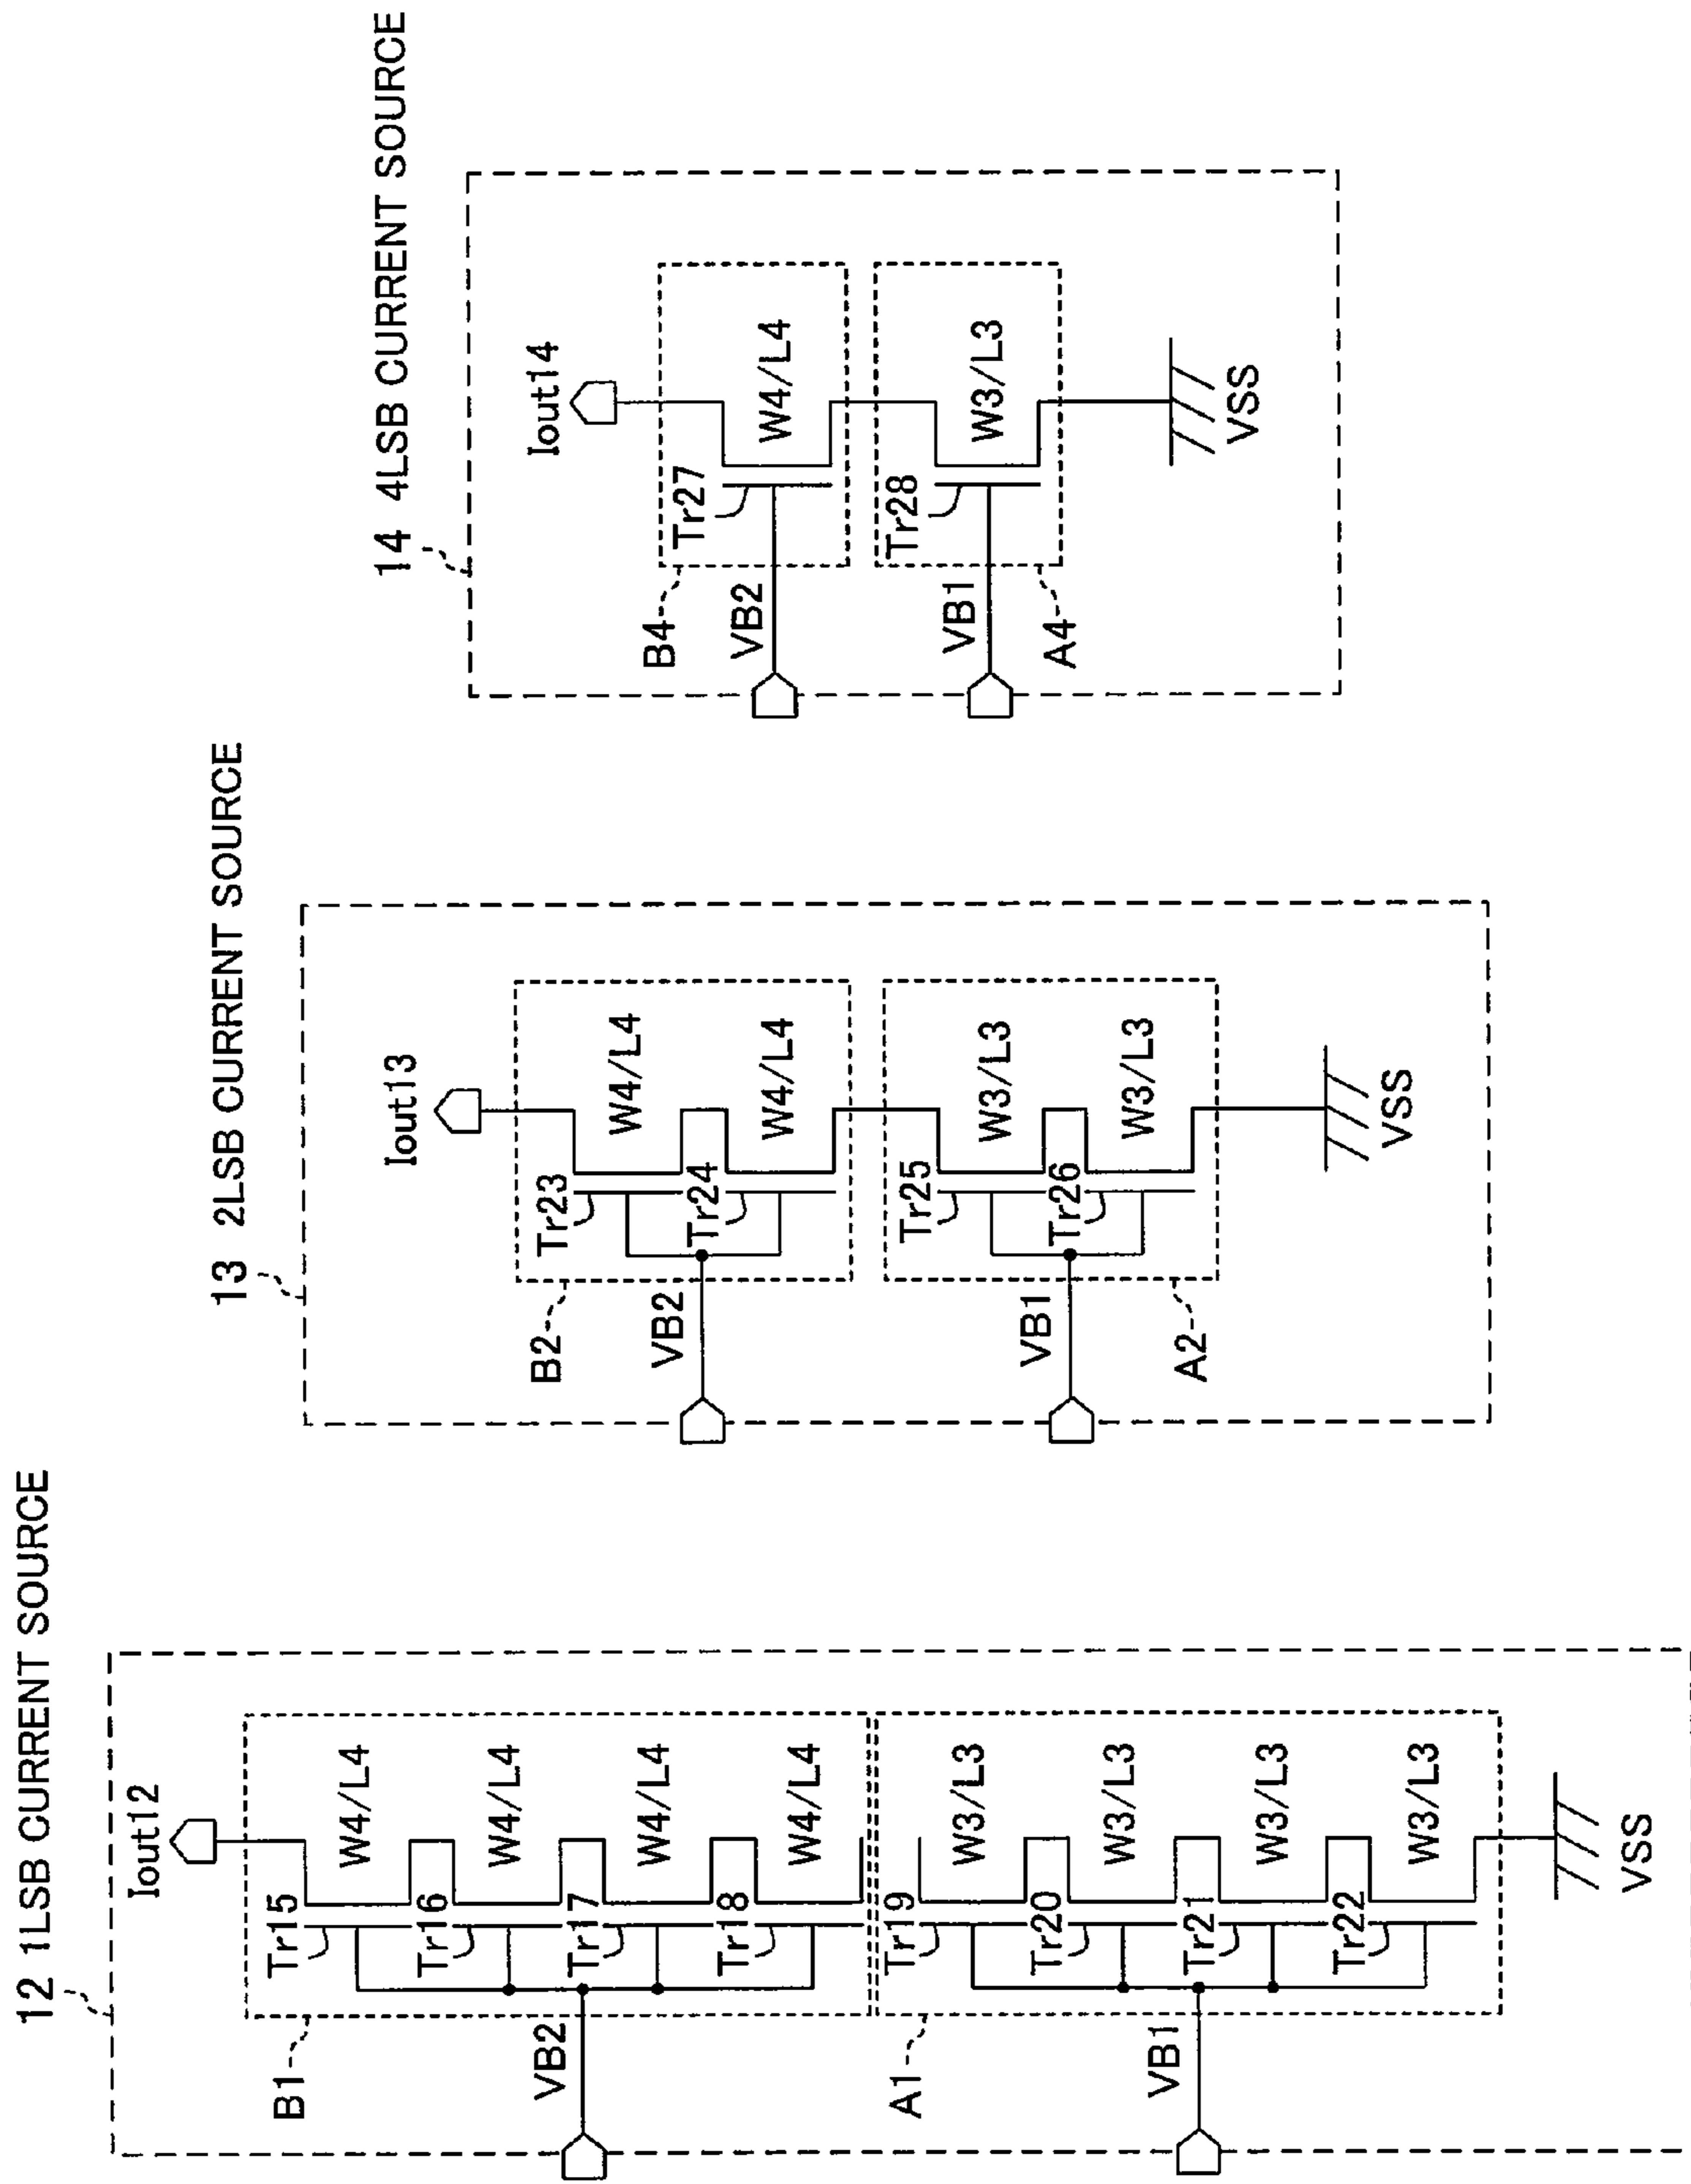 12 1LSB CURRENT SOURCE
Iout12
B1
Tr15
W4/L4
Tr16
W4/L4
VB2
Tr17
W4/L4
Tr18
W4/L4
A1
Tr19
W3/L3
Tr20
W3/L3
VB1
Tr21
W3/L3
Tr22
W3/L3
VSS
13 2LSB CURRENT SOURCE
Iout13
B2
Tr23
W4/L4
VB2
Tr24
W4/L4
Tr25
W3/L3
VB1
Tr26
W3/L3
A2
VSS
14 4LSB CURRENT SOURCE
Iout14
B4
Tr27
W4/L4
VB2
Tr28
W3/L3
VB1
A4
VSS